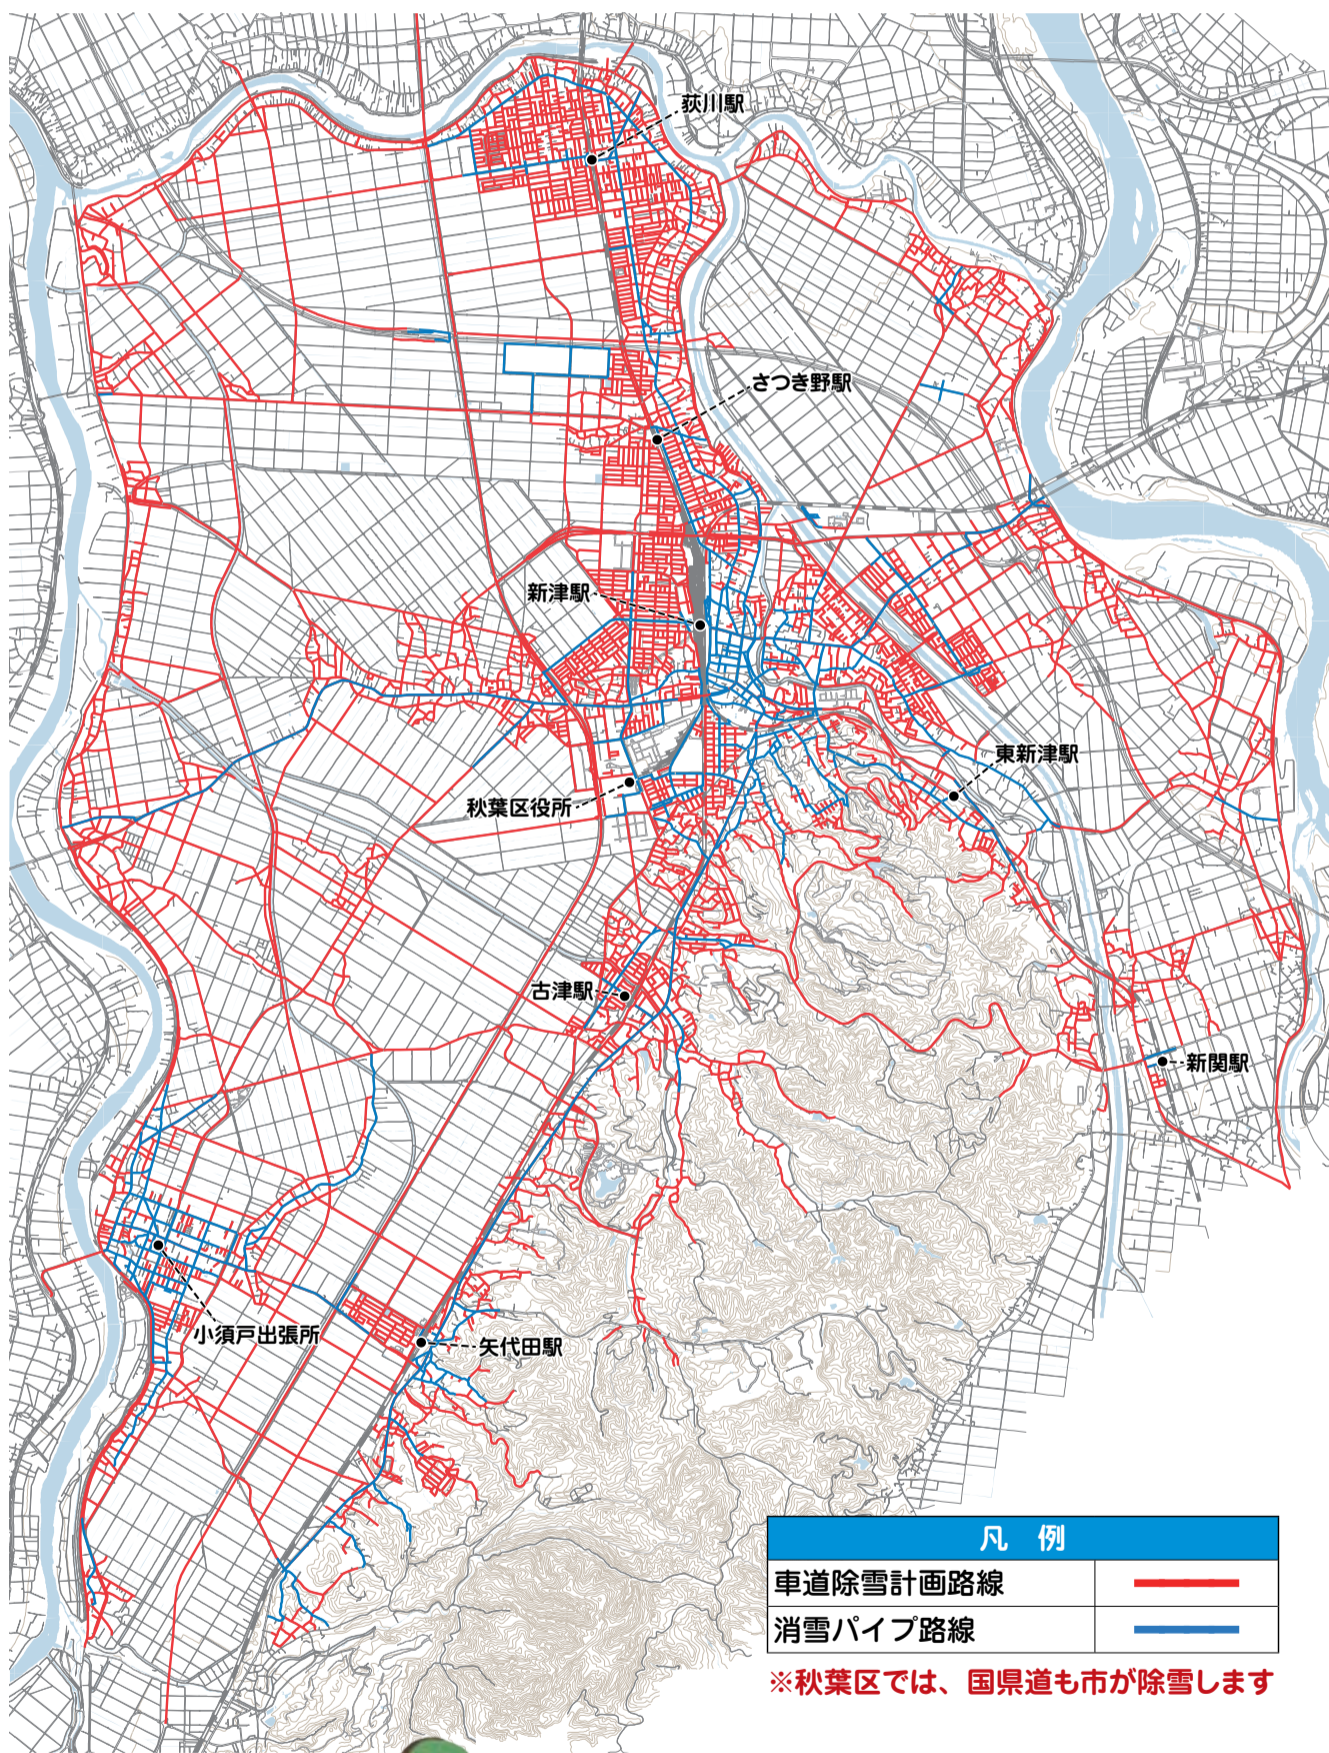 荻川駅
さつき野駅
新津駅
東新津駅
秋葉区役所
古津駅
新関駅
小須戸出張所
矢代田駅
凡 例
車道除雪計画路線
消雪パイプ路線
※秋葉区では、国県道も市が除雪します